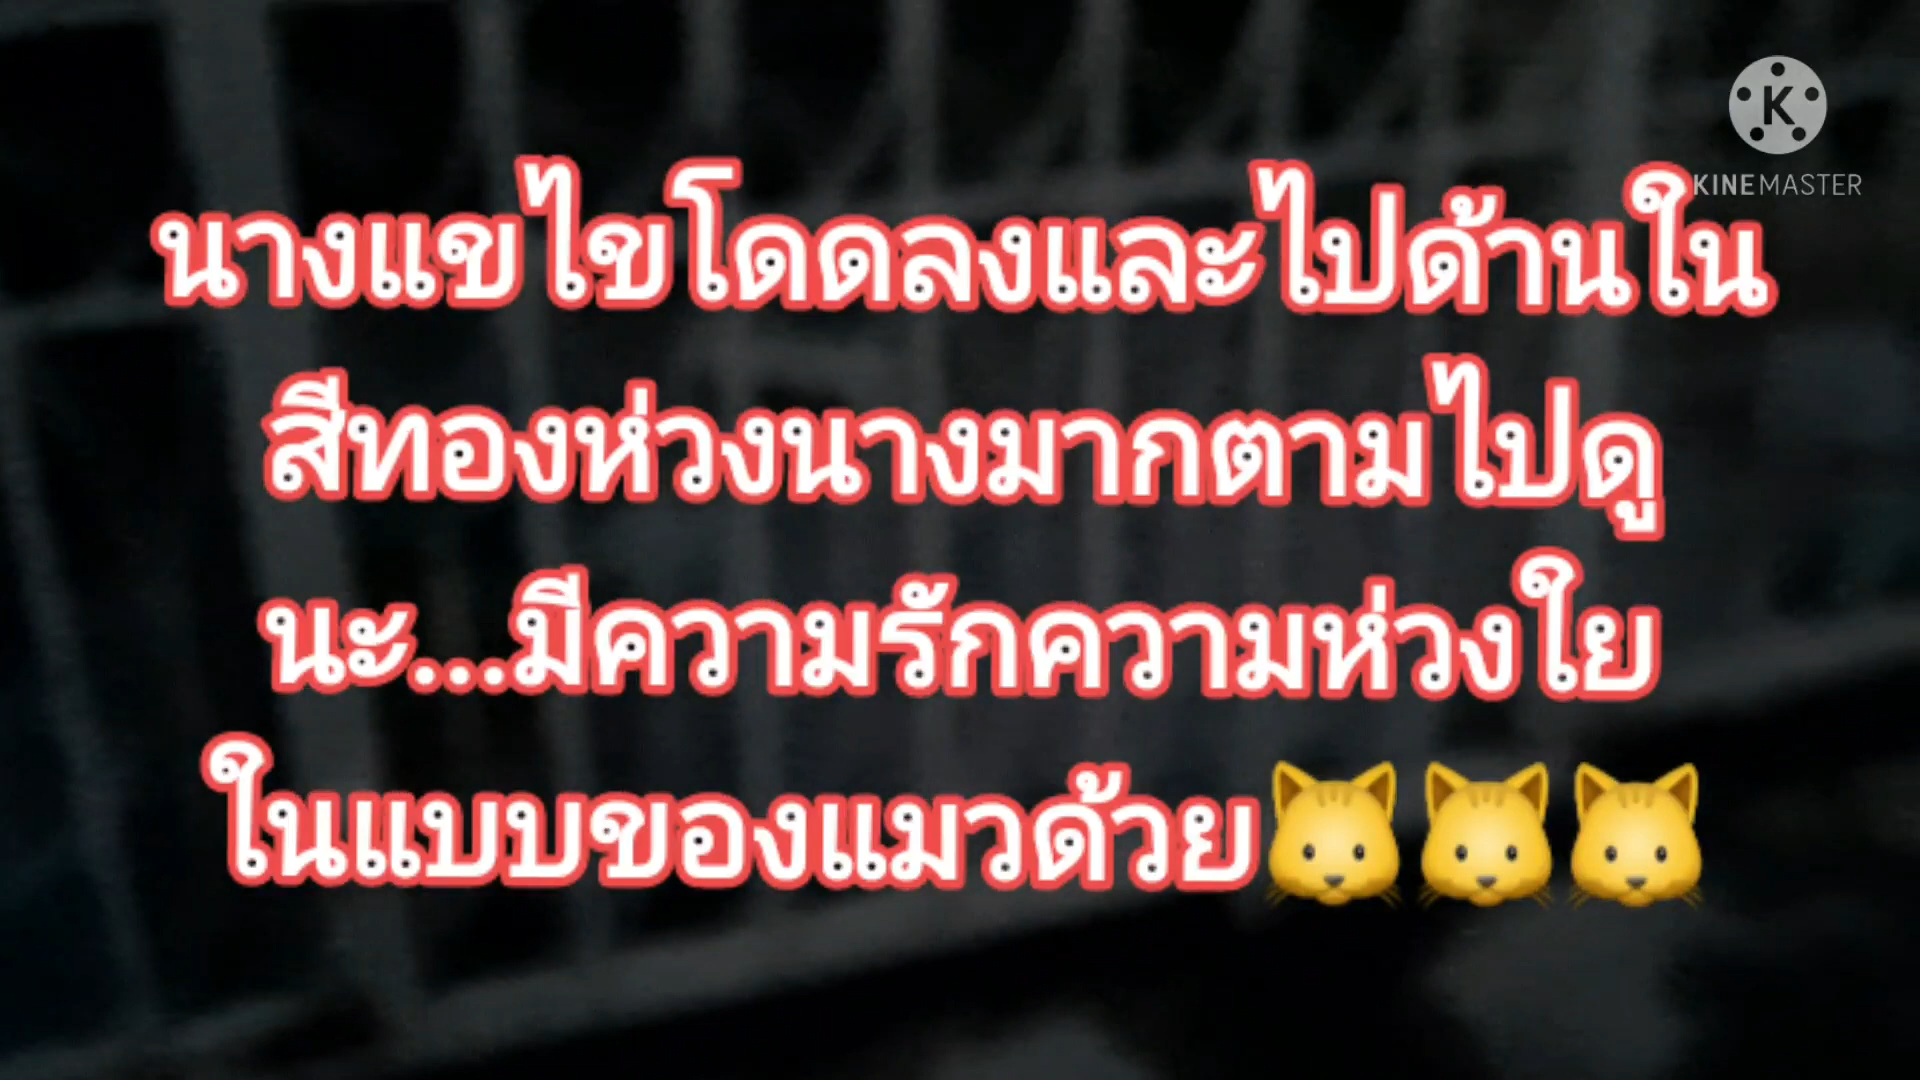 KINEMASTER
นางแขไขโดดลงและไปด้านใน
สีทองห่วงนางมากตามไปดู
นะ...มีความรักความห่วงใย
ในแบบของแมวด้วย🐱🐱🐱